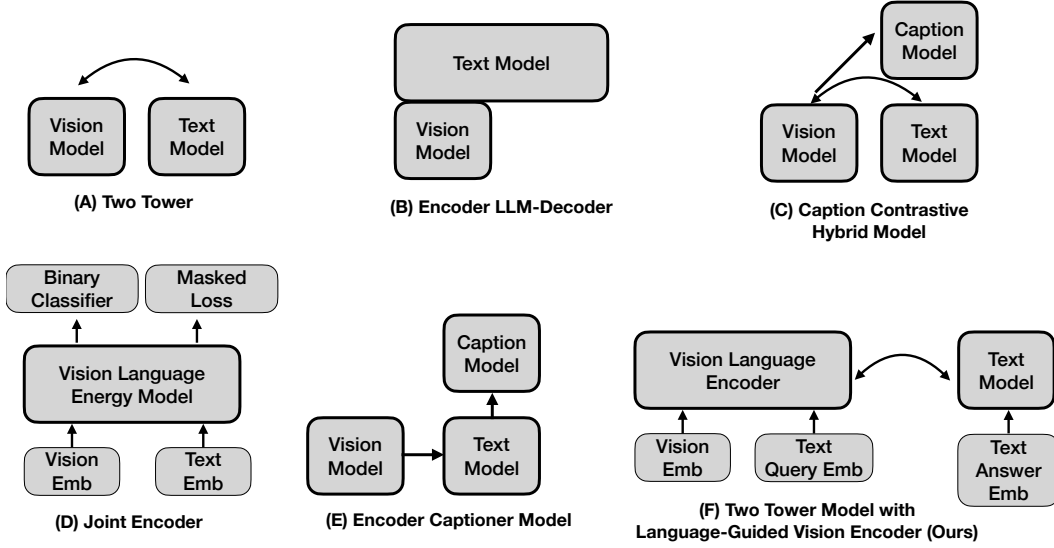 Vision
Model
Text
Model
(A) Two Tower
Text Model
Vision
Model
(B) Encoder LLM-Decoder
Caption
Model
Vision
Model
Text
Model
(C) Caption Contrastive
Hybrid Model
Binary
Classifier
Masked
Loss
Vision Language
Energy Model
Vision
Emb
Text
Emb
(D) Joint Encoder
Caption
Model
Vision
Model
Text
Model
(E) Encoder Captioner Model
Vision Language
Encoder
Text
Model
Vision
Emb
Text
Query Emb
Text
Answer
Emb
(F) Two Tower Model with
Language-Guided Vision Encoder (Ours)